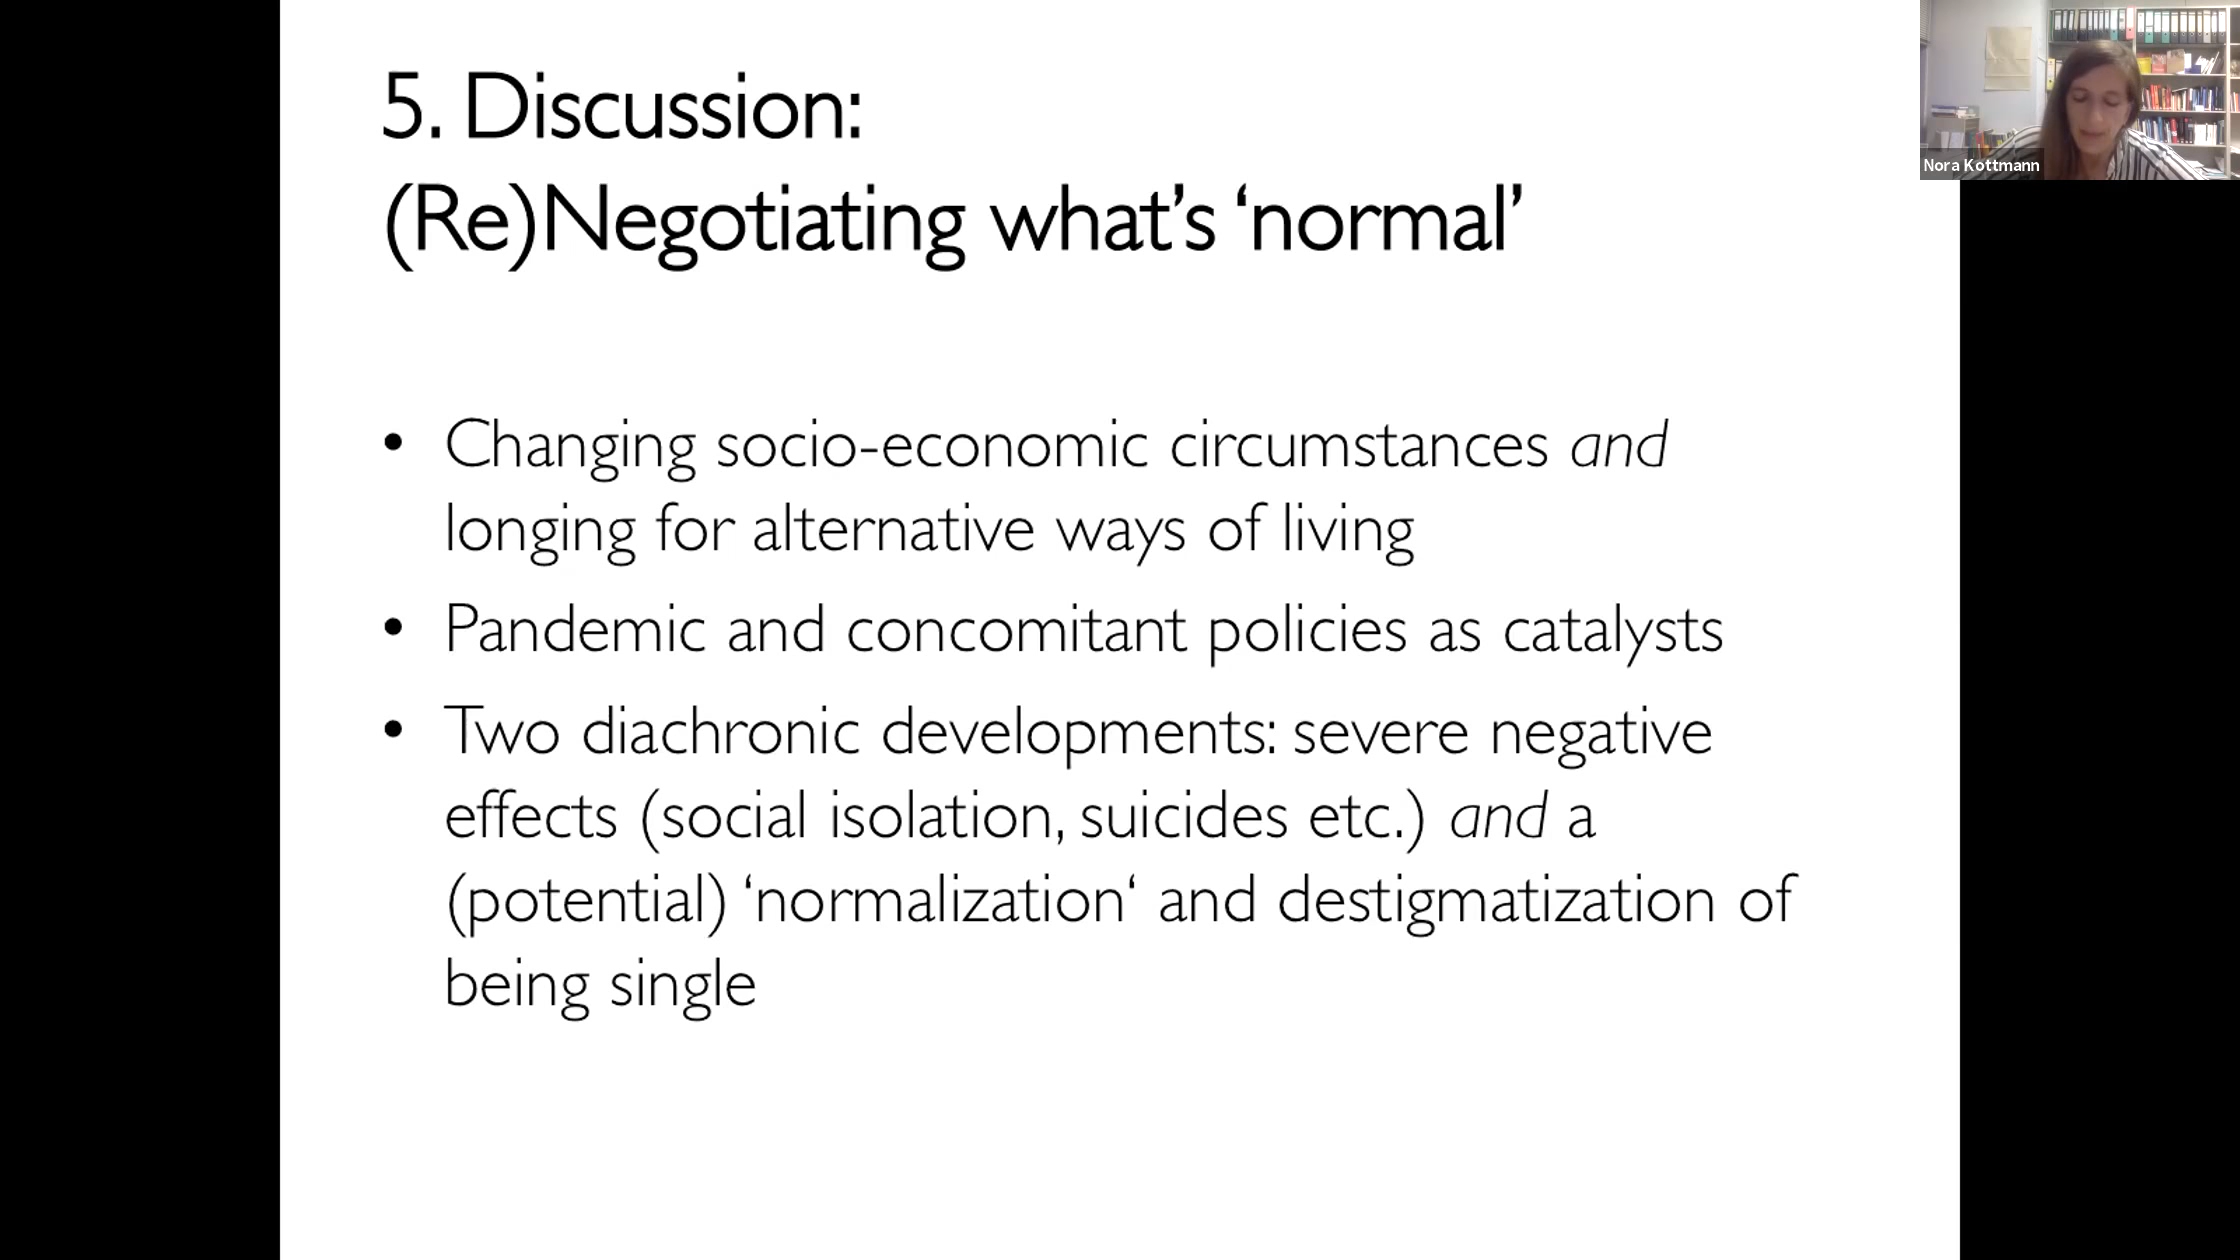 5. Discussion:
(Re)Negotiating what’s ‘normal’
• Changing socio-economic circumstances and
longing for alternative ways of living
• Pandemic and concomitant policies as catalysts
• Two diachronic developments: severe negative
effects (social isolation, suicides etc.) and a
(potential) ‘normalization‘ and destigmatization of
being single
Nora Kottmann